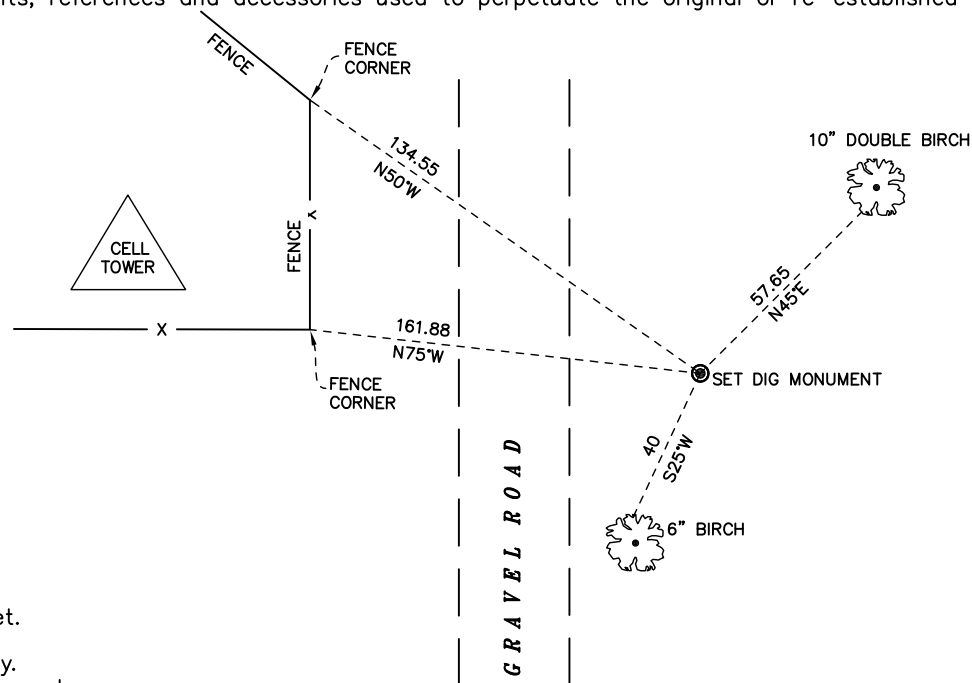 nts, references and accessories used to perpetuate the original or re-established
FENCE
FENCE
CORNER
134.55
N50°W
10" DOUBLE BIRCH
CELL
TOWER
FENCE
X
X
161.88
N75°W
57.65
N45°E
FENCE
CORNER
SET DIG MONUMENT
40
S25°W
6" BIRCH
GRAVEL ROAD
et.
y.